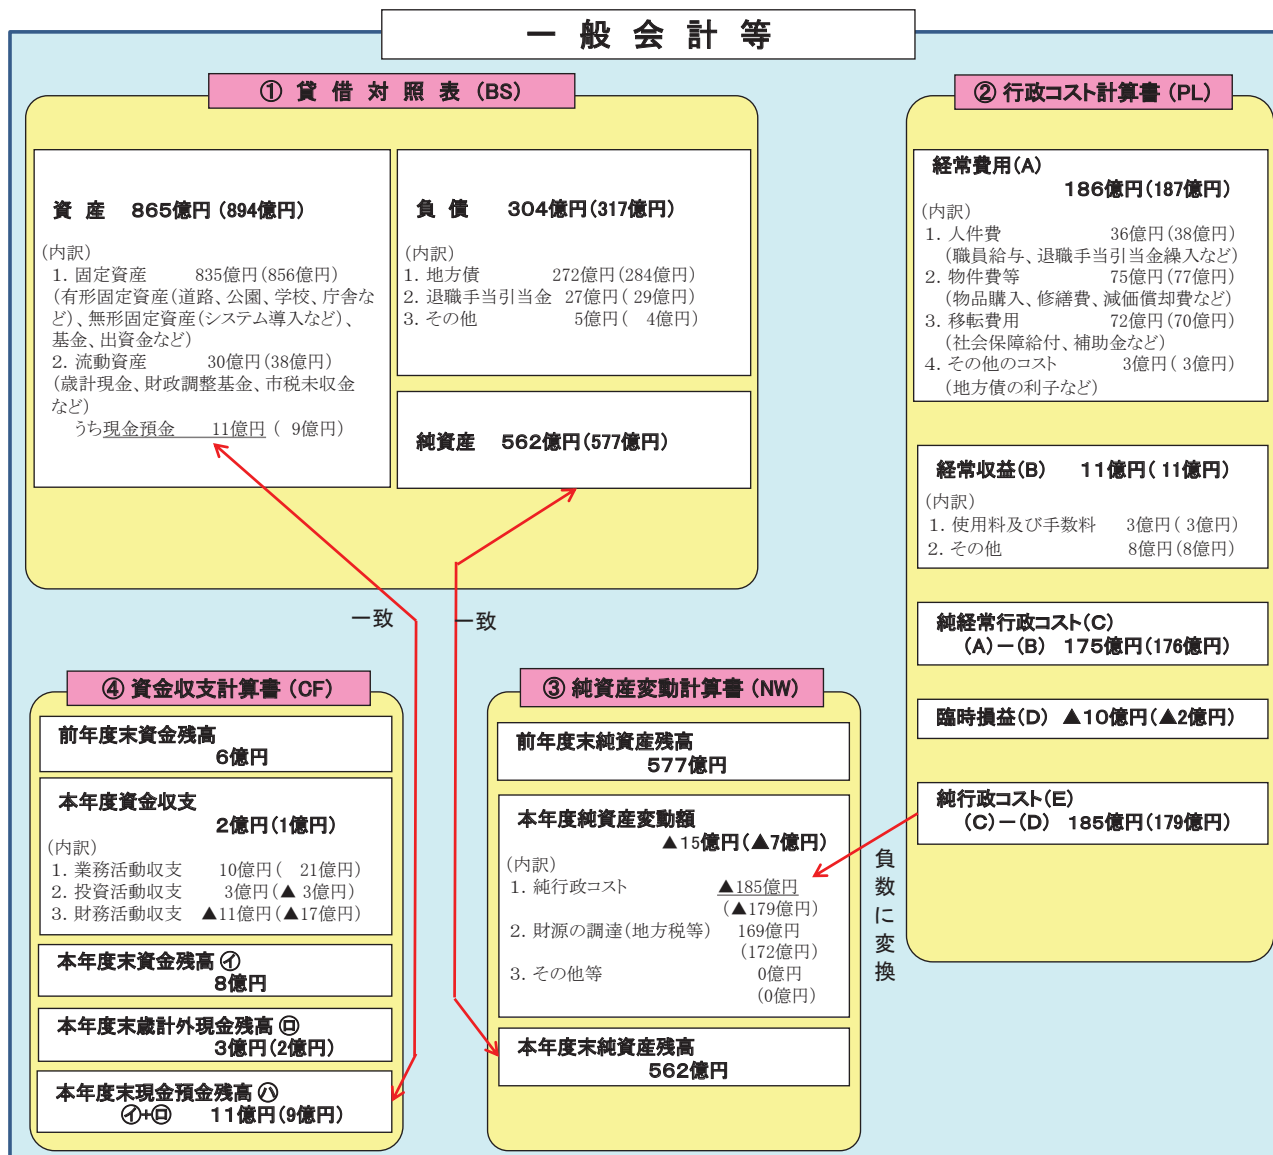 一 般 会 計 等
① 貸 借 対 照 表 (BS)
資 産 865億円 (894億円)
(内訳)
1. 固定資産 835億円(856億円)
(有形固定資産(道路、公園、学校、庁舎な
ど)、無形固定資産(システム導入など)、
基金、出資金など)
2. 流動資産 30億円(38億円)
(歳計現金、財政調整基金、市税未収金
など)
うち現金預金 11億円 ( 9億円)
負 債 304億円(317億円)
(内訳)
1. 地方債 272億円(284億円)
2. 退職手当引当金 27億円( 29億円)
3. その他 5億円( 4億円)
純資産 562億円(577億円)
② 行政コスト計算書 (PL)
経常費用(A)
186億円(187億円)
(内訳)
1. 人件費 36億円(38億円)
(職員給与、退職手当引当金繰入など)
2. 物件費等 75億円(77億円)
(物品購入、修繕費、減価償却費など)
3. 移転費用 72億円(70億円)
(社会保障給付、補助金など)
4. その他のコスト 3億円( 3億円)
(地方債の利子など)
経常収益(B) 11億円( 11億円)
(内訳)
1. 使用料及び手数料 3億円( 3億円)
2. その他 8億円(8億円)
純経常行政コスト(C)
(A)-(B) 175億円(176億円)
臨時損益(D) ▲10億円(▲2億円)
純行政コスト(E)
(C)-(D) 185億円(179億円)
一致
一致
負数に変換
④ 資金収支計算書 (CF)
前年度末資金残高
6億円
本年度資金収支
2億円(1億円)
(内訳)
1. 業務活動収支 10億円( 21億円)
2. 投資活動収支 3億円(▲ 3億円)
3. 財務活動収支 ▲11億円(▲17億円)
本年度末資金残高 ㋑
8億円
本年度末歳計外現金残高 ㋺
3億円(2億円)
本年度末現金預金残高 ㋩
㋑+㋺ 11億円(9億円)
③ 純資産変動計算書 (NW)
前年度末純資産残高
577億円
本年度純資産変動額
▲15億円(▲7億円)
(内訳)
1. 純行政コスト ▲185億円
(▲179億円)
2. 財源の調達(地方税等) 169億円
(172億円)
3. その他等 0億円
(0億円)
本年度末純資産残高
562億円